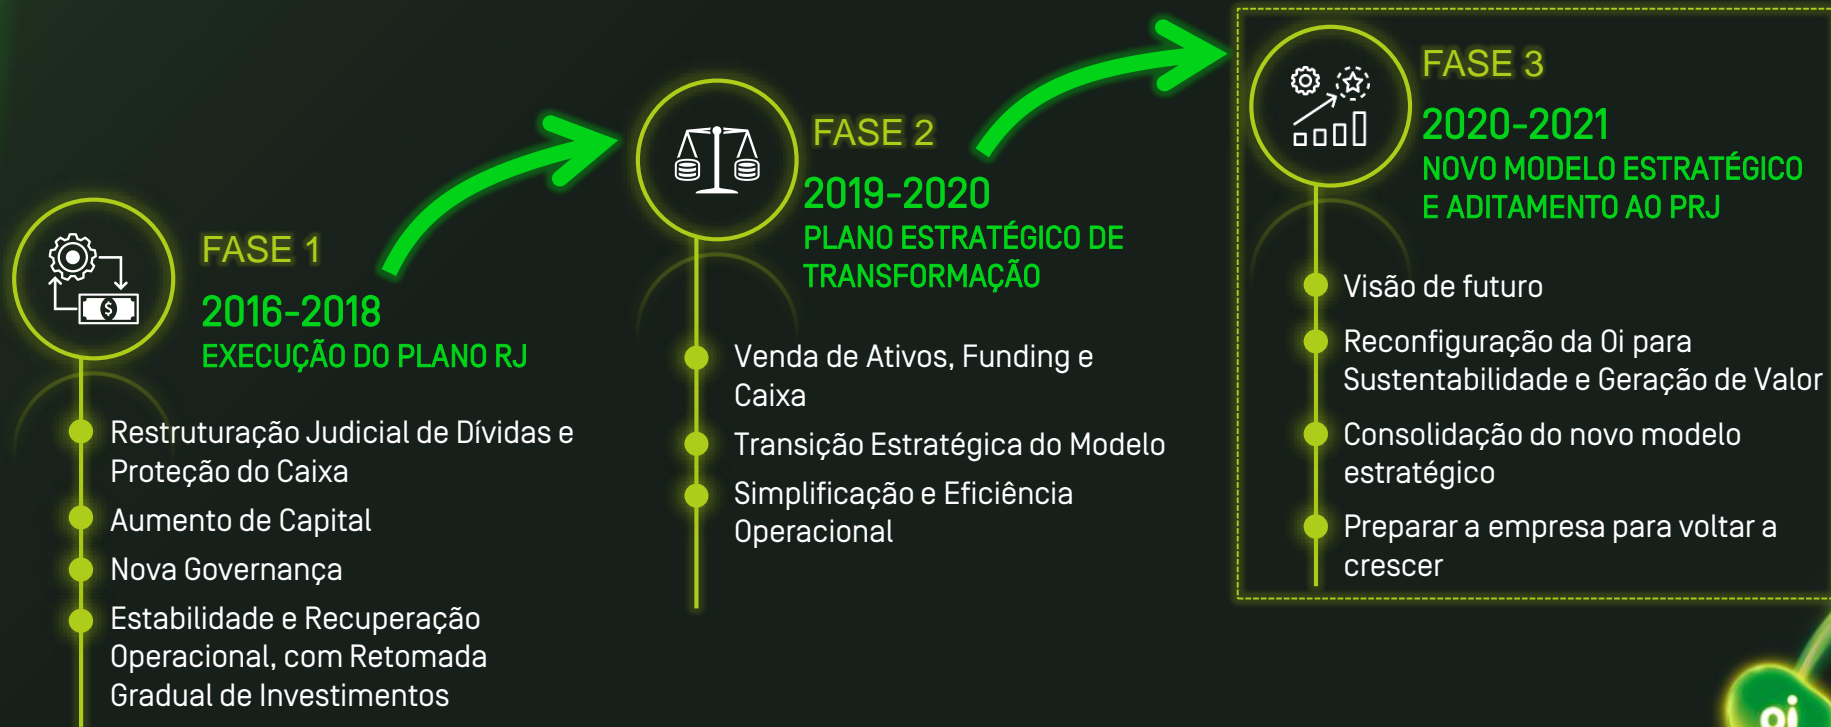 FASE 1
2016-2018
EXECUÇÃO DO PLANO RJ
Restruturação Judicial de Dívidas e
Proteção do Caixa
Aumento de Capital
Nova Governança
Estabilidade e Recuperação
Operacional, com Retomada
Gradual de Investimentos
FASE 2
2019-2020
PLANO ESTRATÉGICO DE
TRANSFORMAÇÃO
Venda de Ativos, Funding e
Caixa
Transição Estratégica do Modelo
Simplificação e Eficiência
Operacional
FASE 3
2020-2021
NOVO MODELO ESTRATÉGICO
E ADITAMENTO AO PRJ
Visão de futuro
Reconfiguração da Oi para
Sustentabilidade e Geração de Valor
Consolidação do novo modelo
estratégico
Preparar a empresa para voltar a
crescer
oi